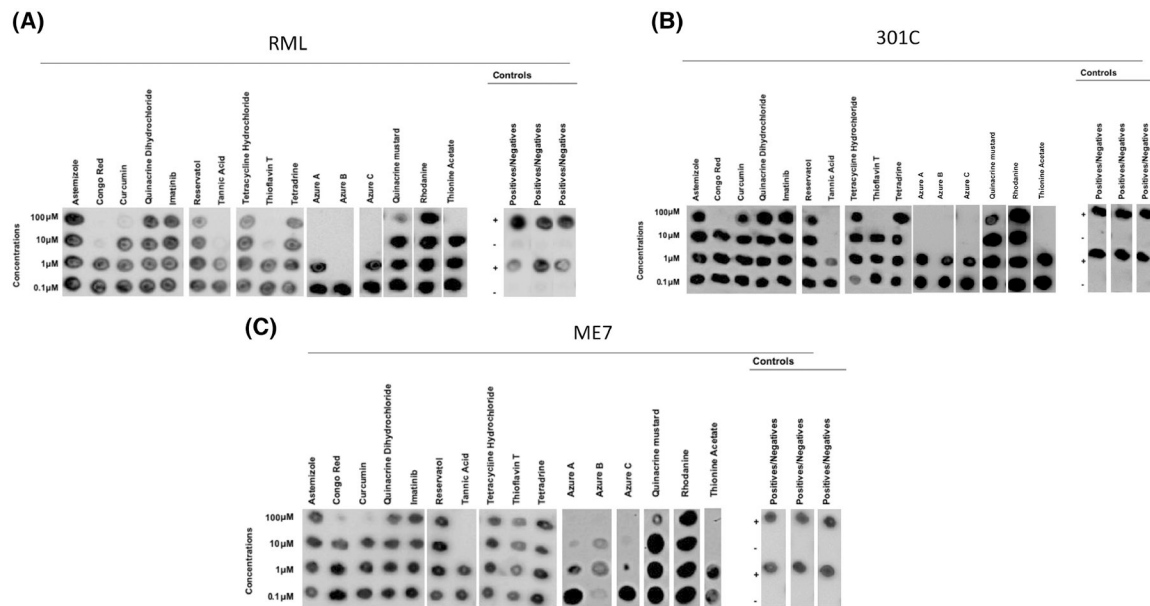 (A)
RML
Controls
Astemizole
Congo Red
Curcumin
Quinacrine Dihydrochloride
Imatinib
Reservatol
Tannic Acid
Tetracycline Hydrochloride
Thioflavin T
Tetradrine
Azure A
Azure B
Azure C
Quinacrine mustard
Rhodanine
Thionine Acetate
Positives/Negatives
Positives/Negatives
Positives/Negatives
Concentrations
100µM
10µM
1µM
0.1µM
+
-
+
-
(B)
301C
Controls
Astemizole
Congo Red
Curcumin
Quinacrine Dihydrochloride
Imatinib
Reservatol
Tannic Acid
Tetracycline Hydrochloride
Thioflavin T
Tetradrine
Azure A
Azure B
Azure C
Quinacrine mustard
Rhodanine
Thionine Acetate
Positives/Negatives
Positives/Negatives
Positives/Negatives
Concentrations
100µM
10µM
1µM
0.1µM
+
-
+
-
(C)
ME7
Controls
Astemizole
Congo Red
Curcumin
Quinacrine Dihydrochloride
Imatinib
Reservatol
Tannic Acid
Tetracycline Hydrochloride
Thioflavin T
Tetradrine
Azure A
Azure B
Azure C
Quinacrine mustard
Rhodanine
Thionine Acetate
Positives/Negatives
Positives/Negatives
Positives/Negatives
Concentrations
100µM
10µM
1µM
0.1µM
+
-
+
-